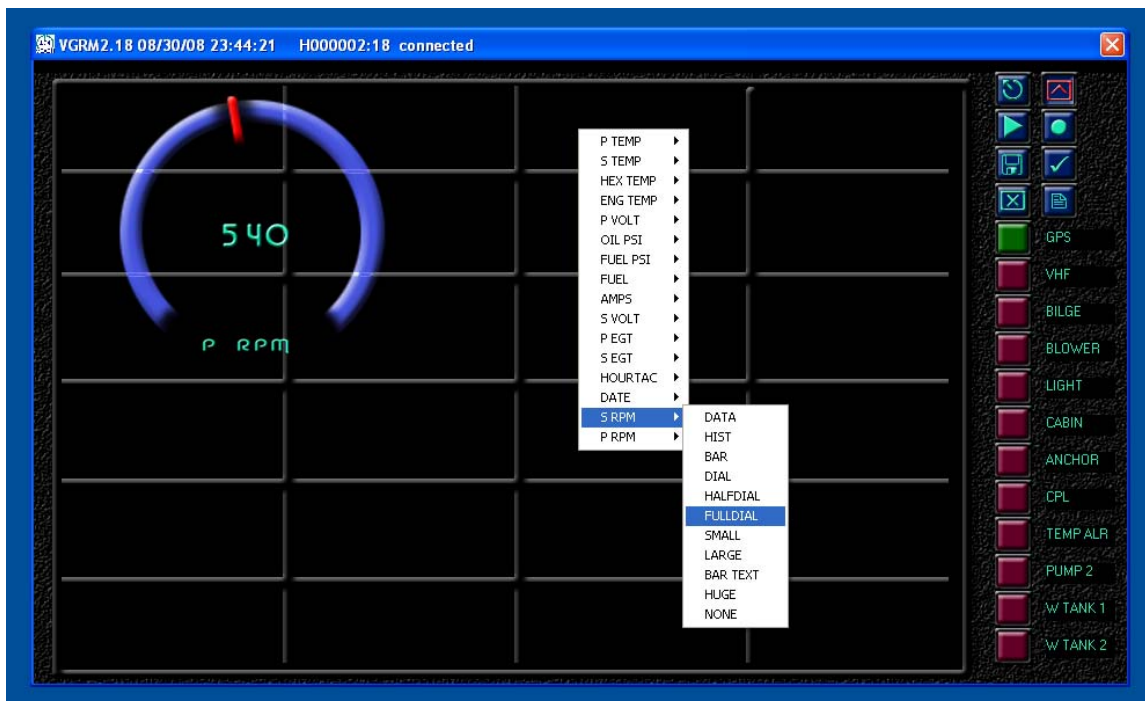 VGRM2.18 08/30/08 23:44:21 H000002:18 connected
540
P RPM
P TEMP
S TEMP
HEX TEMP
ENG TEMP
P VOLT
OIL PSI
FUEL PSI
FUEL
AMPS
S VOLT
P EGT
S EGT
HOURTAC
DATE
S RPM
P RPM
DATA
HIST
BAR
DIAL
HALFDIAL
FULLDIAL
SMALL
LARGE
BAR TEXT
HUGE
NONE
GPS
VHF
BILGE
BLOWER
LIGHT
CABIN
ANCHOR
CPL
TEMP ALR
PUMP 2
W TANK 1
W TANK 2